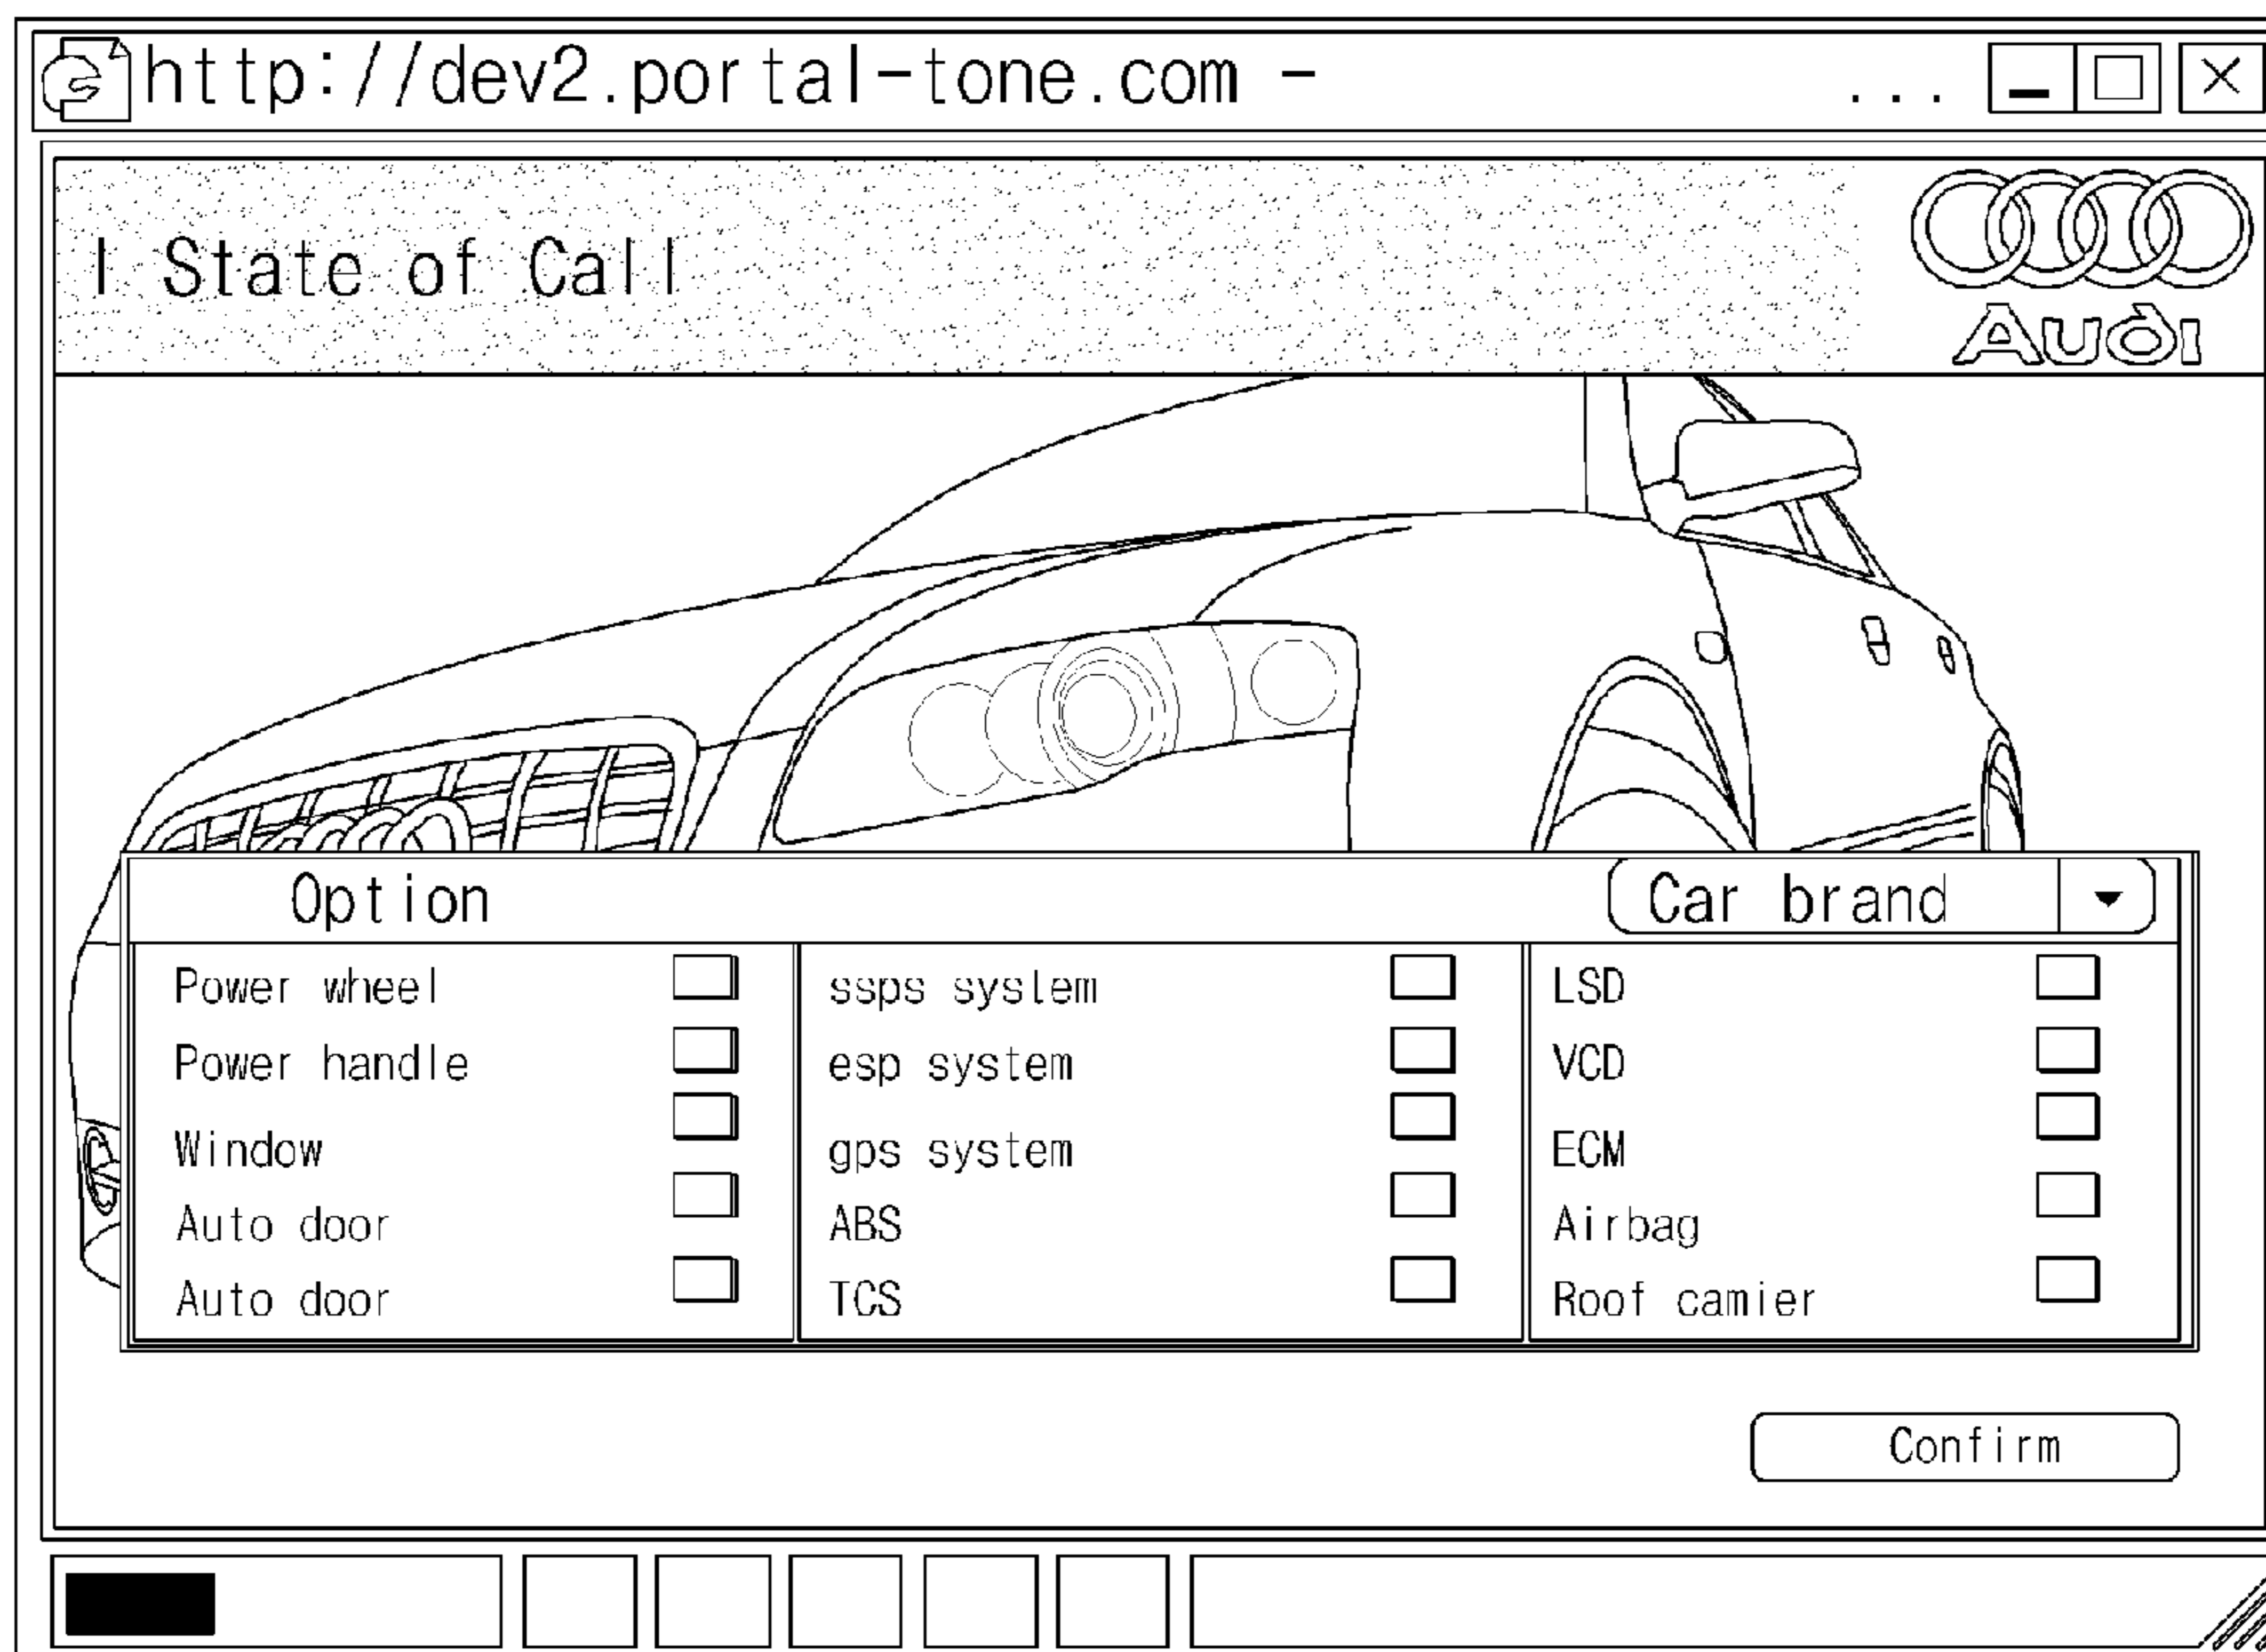 http://dev2.portal-tone.com - ...
| State of Call
Audi
Option
Car brand
Power wheel
Power handle
Window
Auto door
Auto door
ssps syslem
esp system
gps system
ABS
TCS
LSD
VCD
ECM
Airbag
Roof camier
Confirm